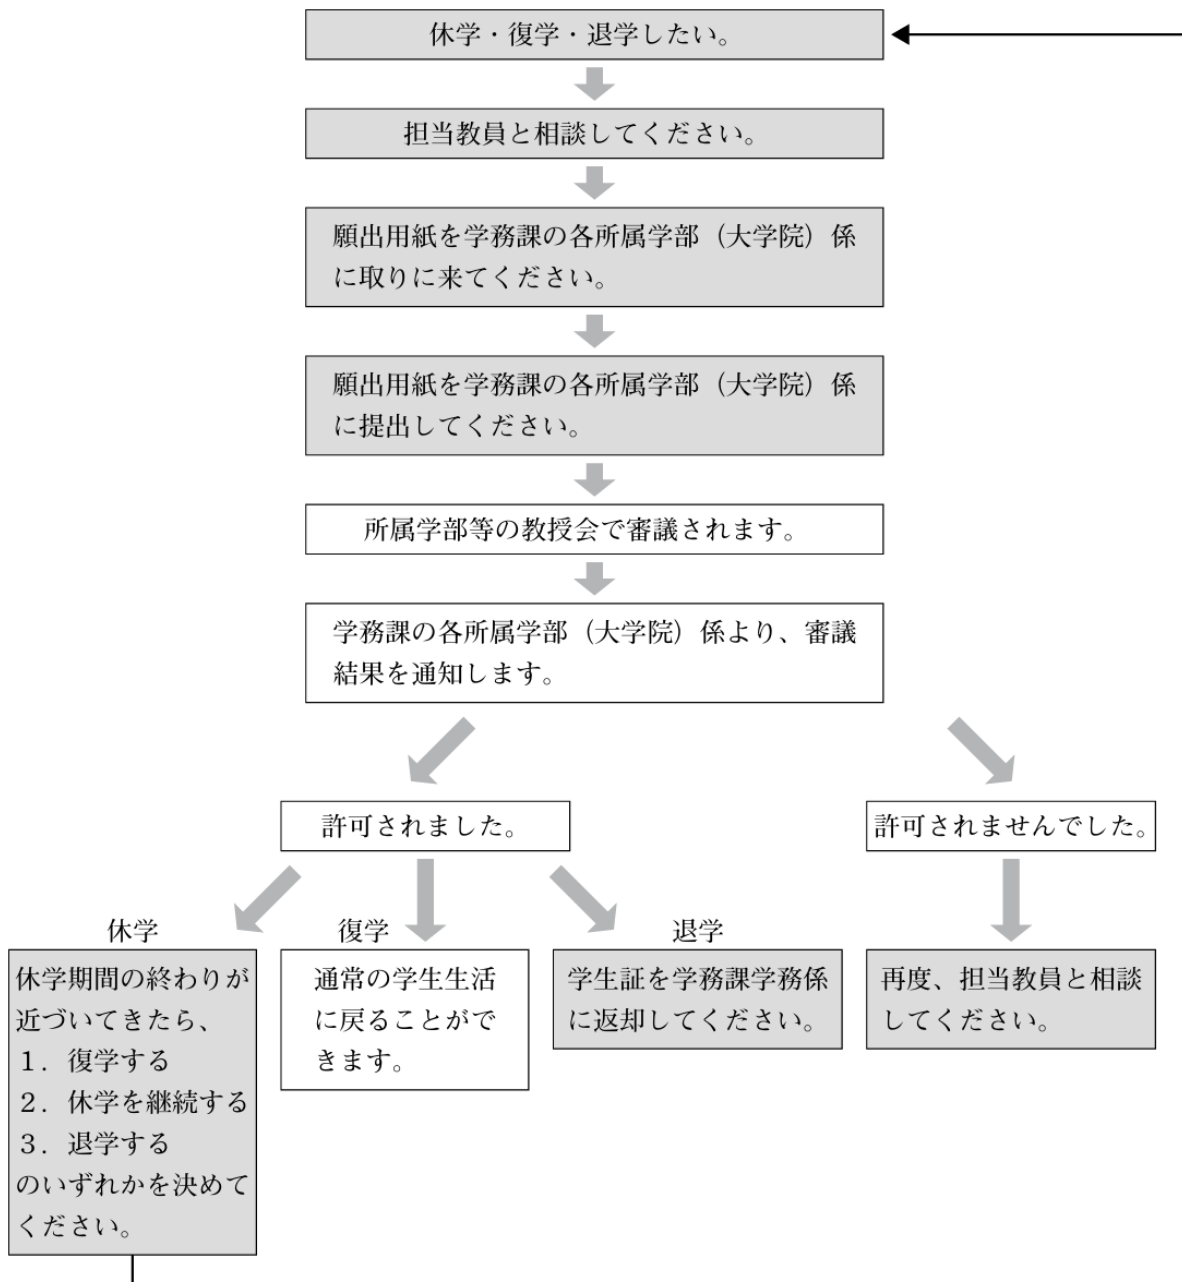 休学・復学・退学したい。
担当教員と相談してください。
願出用紙を学務課の各所属学部（大学院）係
に取りに来てください。
願出用紙を学務課の各所属学部（大学院）係
に提出してください。
所属学部等の教授会で審議されます。
学務課の各所属学部（大学院）係より、審議
結果を通知します。
許可されました。
許可されませんでした。
休学
休学期間の終わりが
近づいてきたら、
１．復学する
２．休学を継続する
３．退学する
のいずれかを決めて
ください。
復学
通常の学生生活
に戻ることがで
きます。
退学
学生証を学務課学務係
に返却してください。
再度、担当教員と相談
してください。